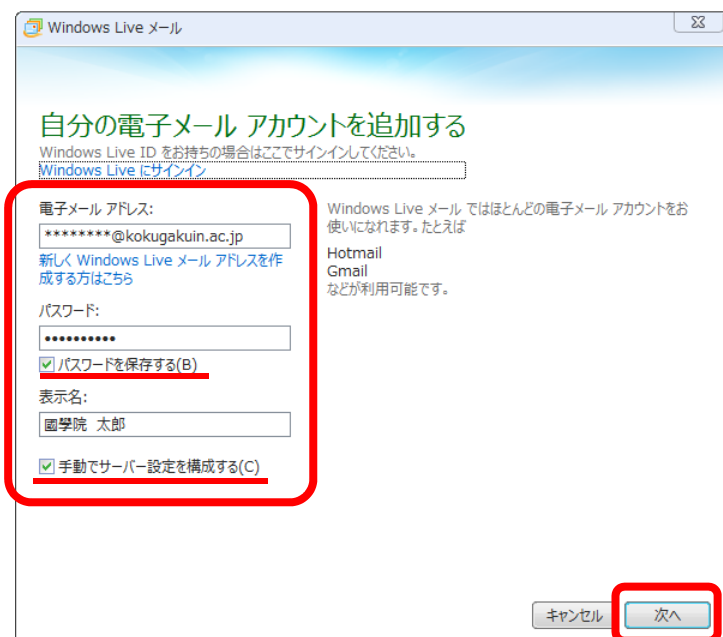 Windows Live メール
自分の電子メール アカウントを追加する
Windows Live ID をお持ちの場合はここでサインインしてください。
Windows Live にサインイン
電子メール アドレス:
********@kokugakuin.ac.jp
新しく Windows Live メール アドレスを作
成する方はこちら
パスワード:
••••••••••
パスワードを保存する(B)
表示名:
國學院 太郎
手動でサーバー設定を構成する(C)
Windows Live メール ではほとんどの電子メール アカウントをお
使いになれます。たとえば
Hotmail
Gmail
などが利用可能です。
キャンセル
次へ